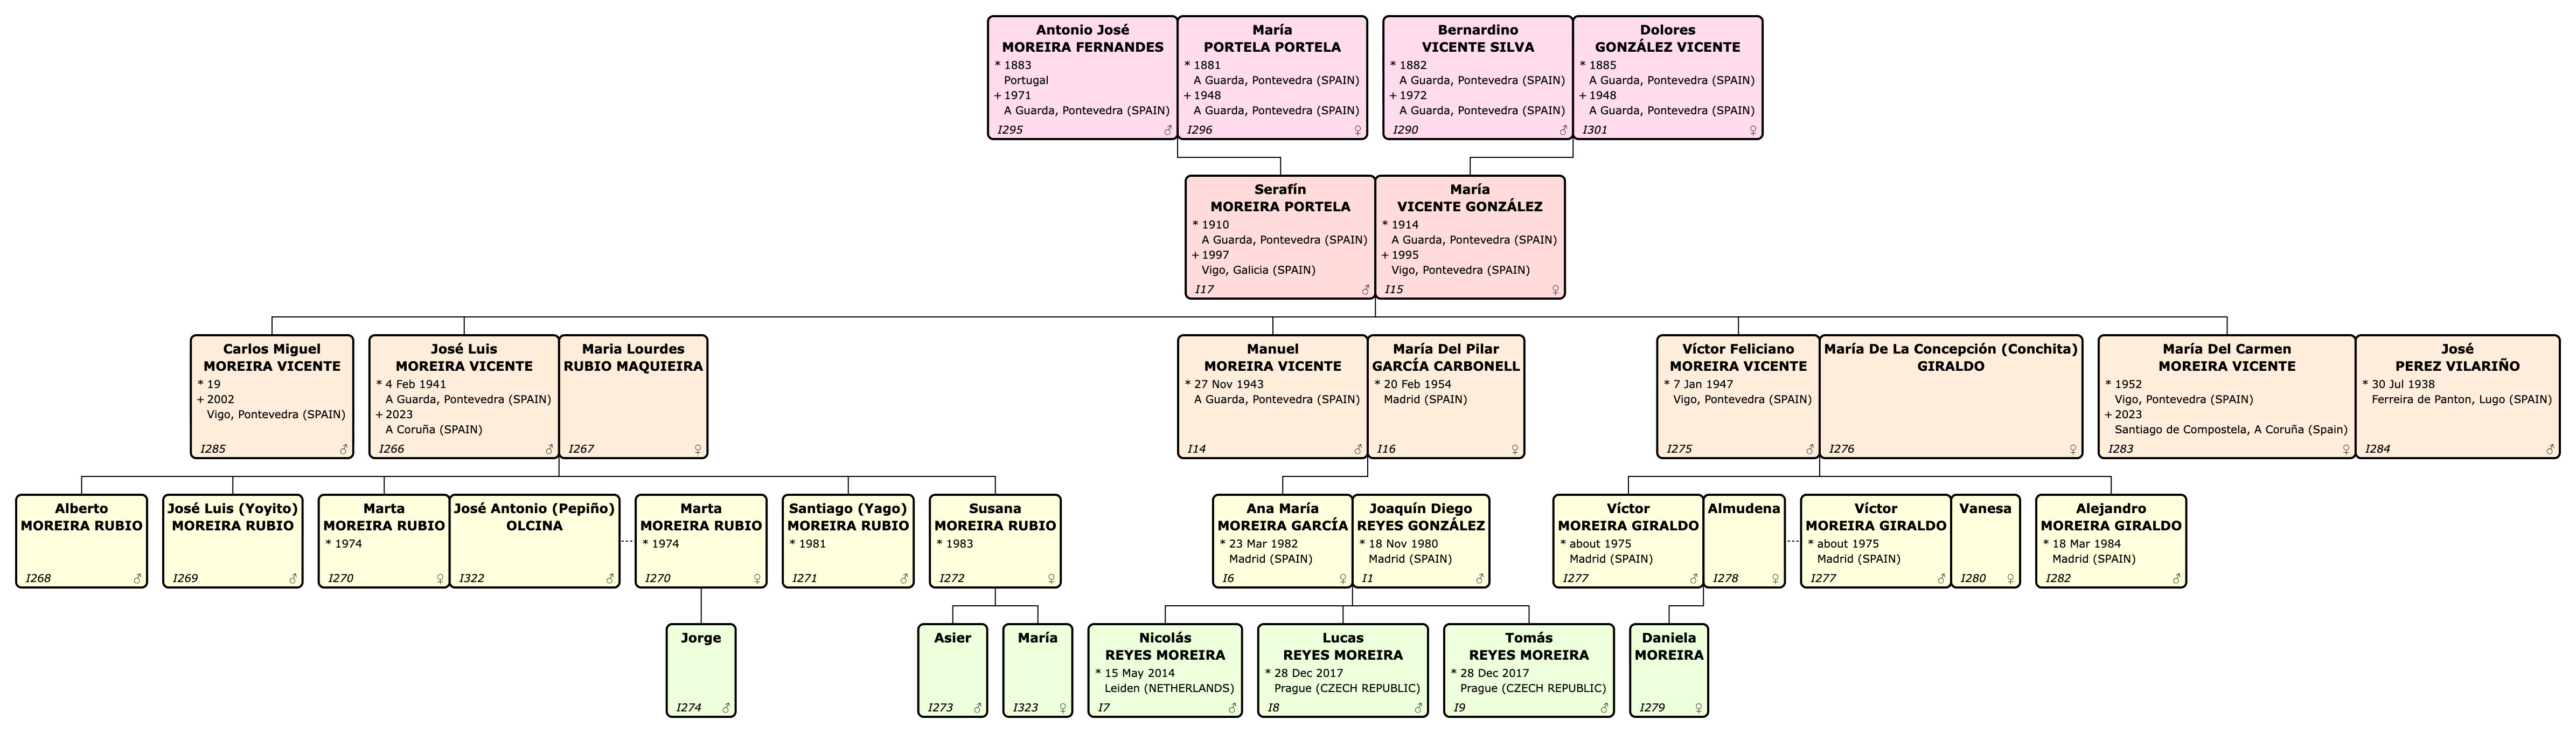 Antonio José
MOREIRA FERNANDES
* 1883
Portugal
+ 1971
A Guarda, Pontevedra (SPAIN)
I295 ♂
María
PORTELA PORTELA
* 1881
A Guarda, Pontevedra (SPAIN)
+ 1948
A Guarda, Pontevedra (SPAIN)
I296 ♀
Bernardino
VICENTE SILVA
* 1882
A Guarda, Pontevedra (SPAIN)
+ 1972
A Guarda, Pontevedra (SPAIN)
I290 ♂
Dolores
GONZÁLEZ VICENTE
* 1885
A Guarda, Pontevedra (SPAIN)
+ 1948
A Guarda, Pontevedra (SPAIN)
I301 ♀
Serafín
MOREIRA PORTELA
* 1910
A Guarda, Pontevedra (SPAIN)
+ 1997
Vigo, Galicia (SPAIN)
I17 ♂
María
VICENTE GONZÁLEZ
* 1914
A Guarda, Pontevedra (SPAIN)
+ 1995
Vigo, Pontevedra (SPAIN)
I15 ♀
Carlos Miguel
MOREIRA VICENTE
* 19
+ 2002
Vigo, Pontevedra (SPAIN)
I285 ♂
José Luis
MOREIRA VICENTE
* 4 Feb 1941
A Guarda, Pontevedra (SPAIN)
+ 2023
A Coruña (SPAIN)
I266 ♂
Maria Lourdes
RUBIO MAQUIEIRA
I267 ♀
Manuel
MOREIRA VICENTE
* 27 Nov 1943
A Guarda, Pontevedra (SPAIN)
I14 ♂
María Del Pilar
GARCÍA CARBONELL
* 20 Feb 1954
Madrid (SPAIN)
I16 ♀
Víctor Feliciano
MOREIRA VICENTE
* 7 Jan 1947
Vigo, Pontevedra (SPAIN)
I275 ♂
María De La Concepción (Conchita)
GIRALDO
I276 ♀
María Del Carmen
MOREIRA VICENTE
* 1952
Vigo, Pontevedra (SPAIN)
+ 2023
Santiago de Compostela, A Coruña (Spain)
I283 ♀
José
PEREZ VILARIÑO
* 30 Jul 1938
Ferreira de Panton, Lugo (SPAIN)
I284 ♂
Alberto
MOREIRA RUBIO
I268 ♂
José Luis (Yoyito)
MOREIRA RUBIO
I269 ♂
Marta
MOREIRA RUBIO
* 1974
I270 ♀
José Antonio (Pepiño)
OLCINA
I322 ♂
Marta
MOREIRA RUBIO
* 1974
I270 ♀
Santiago (Yago)
MOREIRA RUBIO
* 1981
I271 ♂
Susana
MOREIRA RUBIO
* 1983
I272 ♀
Ana María
MOREIRA GARCÍA
* 23 Mar 1982
Madrid (SPAIN)
I6 ♀
Joaquín Diego
REYES GONZÁLEZ
* 18 Nov 1980
Madrid (SPAIN)
I1 ♂
Víctor
MOREIRA GIRALDO
* about 1975
Madrid (SPAIN)
I277 ♂
Almudena
I278 ♀
Víctor
MOREIRA GIRALDO
* about 1975
Madrid (SPAIN)
I277 ♂
Vanesa
I280 ♀
Alejandro
MOREIRA GIRALDO
* 18 Mar 1984
Madrid (SPAIN)
I282 ♂
Jorge
I274 ♂
Asier
I273 ♂
María
I323 ♀
Nicolás
REYES MOREIRA
* 15 May 2014
Leiden (NETHERLANDS)
I7 ♂
Lucas
REYES MOREIRA
* 28 Dec 2017
Prague (CZECH REPUBLIC)
I8 ♂
Tomás
REYES MOREIRA
* 28 Dec 2017
Prague (CZECH REPUBLIC)
I9 ♂
Daniela
MOREIRA
I279 ♀